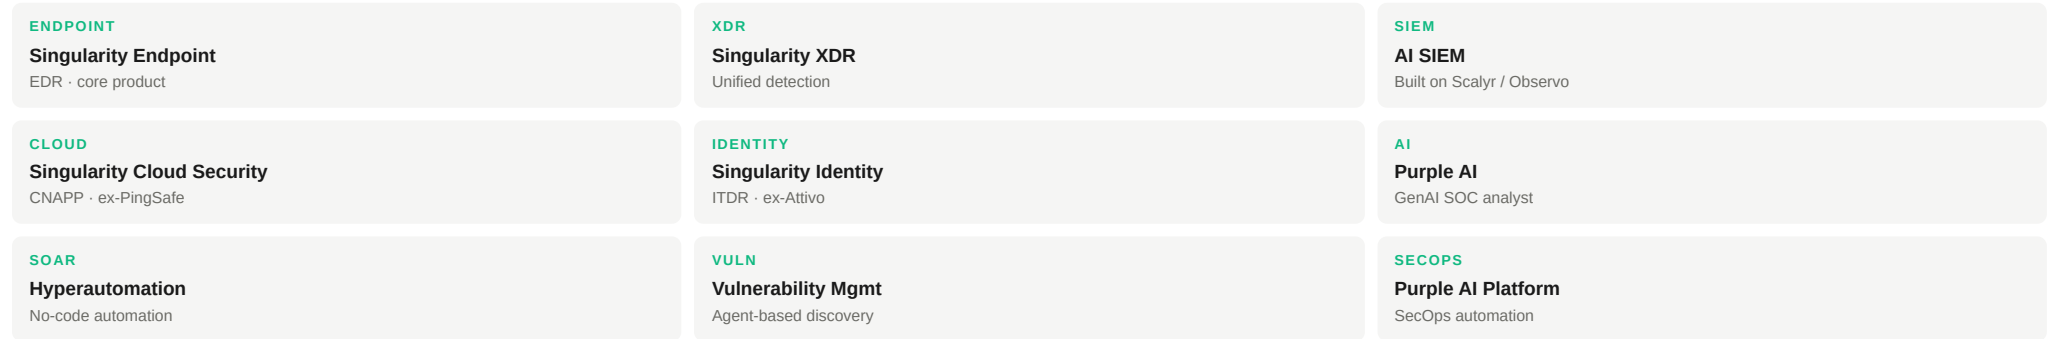 ENDPOINT
Singularity Endpoint
EDR · core product
XDR
Singularity XDR
Unified detection
SIEM
AI SIEM
Built on Scalyr / Observo
CLOUD
Singularity Cloud Security
CNAPP · ex-PingSafe
IDENTITY
Singularity Identity
ITDR · ex-Attivo
AI
Purple AI
GenAI SOC analyst
SOAR
Hyperautomation
No-code automation
VULN
Vulnerability Mgmt
Agent-based discovery
SECOPS
Purple AI Platform
SecOps automation